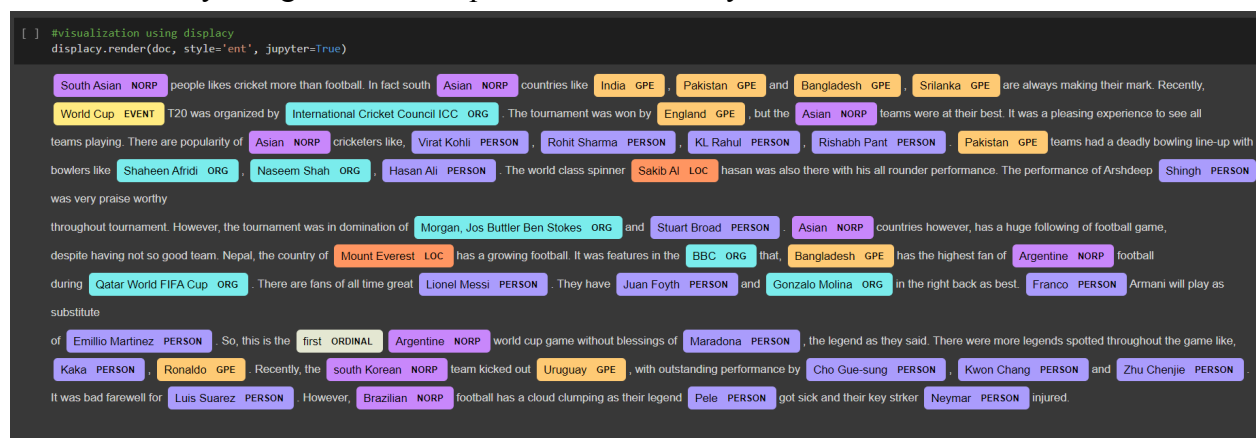 [ ] #visualization using displacy
displacy.render(doc, style='ent', jupyter=True)
South Asian NORP people likes cricket more than football. In fact south Asian NORP countries like India GPE , Pakistan GPE and Bangladesh GPE , Srilanka GPE are always making their mark. Recently,
World Cup EVENT T20 was organized by International Cricket Council ICC ORG . The tournament was won by England GPE , but the Asian NORP teams were at their best. It was a pleasing experience to see all
teams playing. There are popularity of Asian NORP cricketers like, Virat Kohli PERSON , Rohit Sharma PERSON , KL Rahul PERSON , Rishabh Pant PERSON . Pakistan GPE teams had a deadly bowling line-up with
bowlers like Shaheen Afridi ORG , Naseem Shah ORG , Hasan Ali PERSON . The world class spinner Sakib Al LOC hasan was also there with his all rounder performance. The performance of Arshdeep Shingh PERSON
was very praise worthy
throughout tournament. However, the tournament was in domination of Morgan, Jos Buttler Ben Stokes ORG and Stuart Broad PERSON . Asian NORP countries however, has a huge following of football game,
despite having not so good team. Nepal, the country of Mount Everest LOC has a growing football. It was features in the BBC ORG that, Bangladesh GPE has the highest fan of Argentine NORP football
during Qatar World FIFA Cup ORG . There are fans of all time great Lionel Messi PERSON . They have Juan Foyth PERSON and Gonzalo Molina ORG in the right back as best. Franco PERSON Armani will play as
substitute
of Emillio Martinez PERSON . So, this is the first ORDINAL Argentine NORP world cup game without blessings of Maradona PERSON , the legend as they said. There were more legends spotted throughout the game like,
Kaka PERSON , Ronaldo GPE . Recently, the south Korean NORP team kicked out Uruguay GPE , with outstanding performance by Cho Gue-sung PERSON , Kwon Chang PERSON and Zhu Chenjie PERSON .
It was bad farewell for Luis Suarez PERSON . However, Brazilian NORP football has a cloud clumping as their legend Pele PERSON got sick and their key strker Neymar PERSON injured.